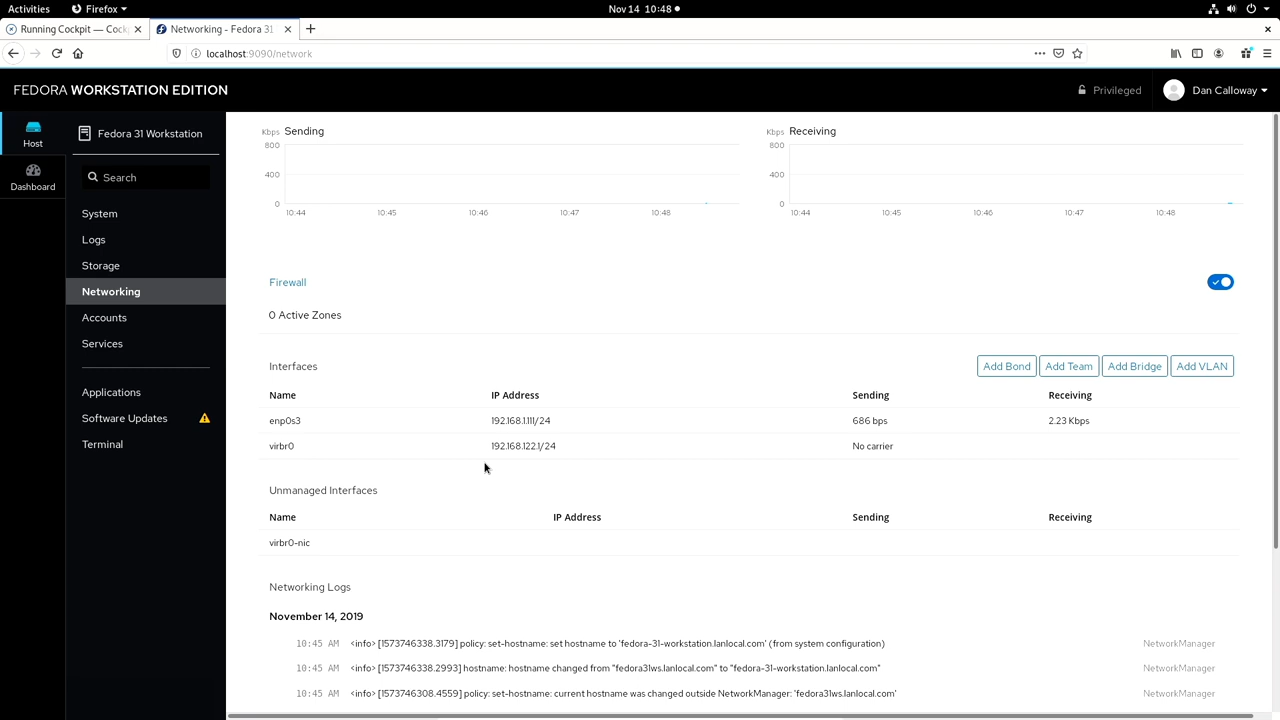 Activities Firefox Nov 14 10:48
Running Cockpit — Cock Networking - Fedora 31
localhost:9090/network
FEDORA WORKSTATION EDITION Privileged Dan Calloway
Host
Dashboard
Fedora 31 Workstation
Search
System
Logs
Storage
Networking
Accounts
Services
Applications
Software Updates
Terminal
Kbps Sending
800
400
0
10:44 10:45 10:46 10:47 10:48
Kbps Receiving
800
400
0
10:44 10:45 10:46 10:47 10:48
Firewall
0 Active Zones
Interfaces Add Bond Add Team Add Bridge Add VLAN
Name IP Address Sending Receiving
enp0s3 192.168.1.111/24 686 bps 2.23 Kbps
virbr0 192.168.122.1/24 No carrier
Unmanaged Interfaces
Name IP Address Sending Receiving
virbr0-nic
Networking Logs
November 14, 2019
10:45 AM <info> [1573746338.3179] policy: set-hostname: set hostname to 'fedora-31-workstation.lanlocal.com' (from system configuration) NetworkManager
10:45 AM <info> [1573746338.2993] hostname: hostname changed from "fedora31ws.lanlocal.com" to "fedora-31-workstation.lanlocal.com" NetworkManager
10:45 AM <info> [1573746308.4559] policy: set-hostname: current hostname was changed outside NetworkManager: 'fedora31ws.lanlocal.com' NetworkManager